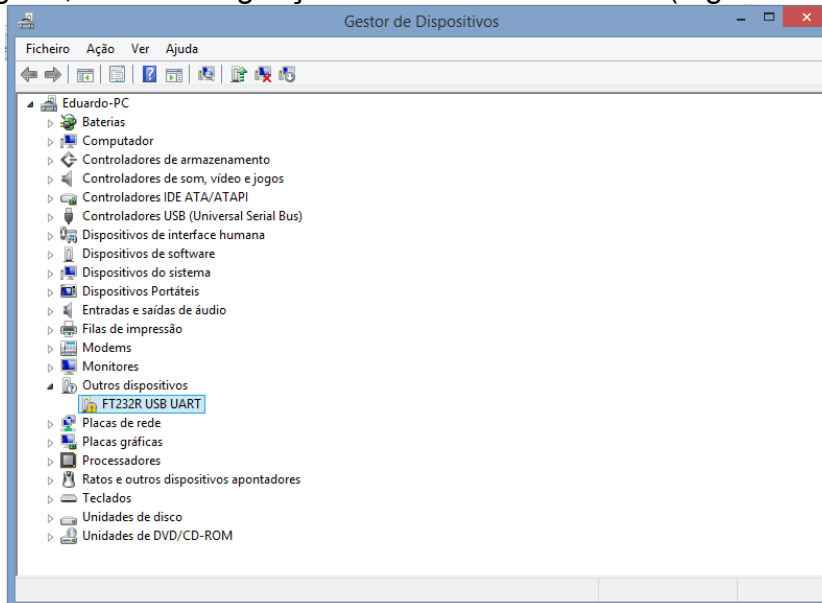 Gestor de Dispositivos
Ficheiro Ação Ver Ajuda
Eduardo-PC
Baterias
Computador
Controladores de armazenamento
Controladores de som, vídeo e jogos
Controladores IDE ATA/ATAPI
Controladores USB (Universal Serial Bus)
Dispositivos de interface humana
Dispositivos de software
Dispositivos do sistema
Dispositivos Portáteis
Entradas e saídas de áudio
Filas de impressão
Modems
Monitores
Outros dispositivos
FT232R USB UART
Placas de rede
Placas gráficas
Processadores
Ratos e outros dispositivos apontadores
Teclados
Unidades de disco
Unidades de DVD/CD-ROM